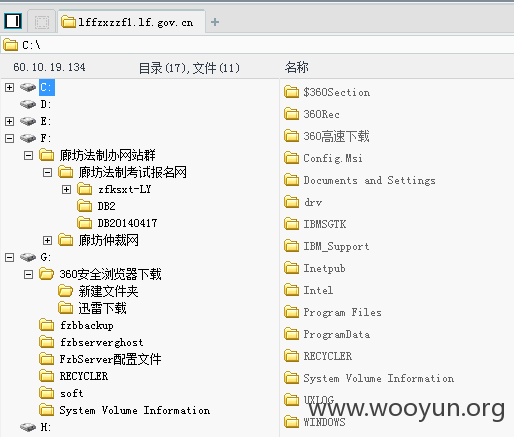 lffzxzzfl.lf.gov.cn
C:\
60.10.19.134 目录(17),文件(11) 名称
C:
D:
E:
F:
廊坊法制办网站群
廊坊法制考试报名网
zfksxt-LY
DB2
DB20140417
廊坊仲裁网
G:
360安全浏览器下载
新建文件夹
迅雷下载
fzbbackup
fzbserverghost
FzbServer配置文件
RECYCLER
soft
System Volume Information
H:
$360Section
360Rec
360高速下载
Config.Msi
Documents and Settings
drv
IBMSGTK
IBM_Support
Inetpub
Intel
Program Files
ProgramData
RECYCLER
System Volume Information
UXLOG
WINDOWS
www.wooyun.org